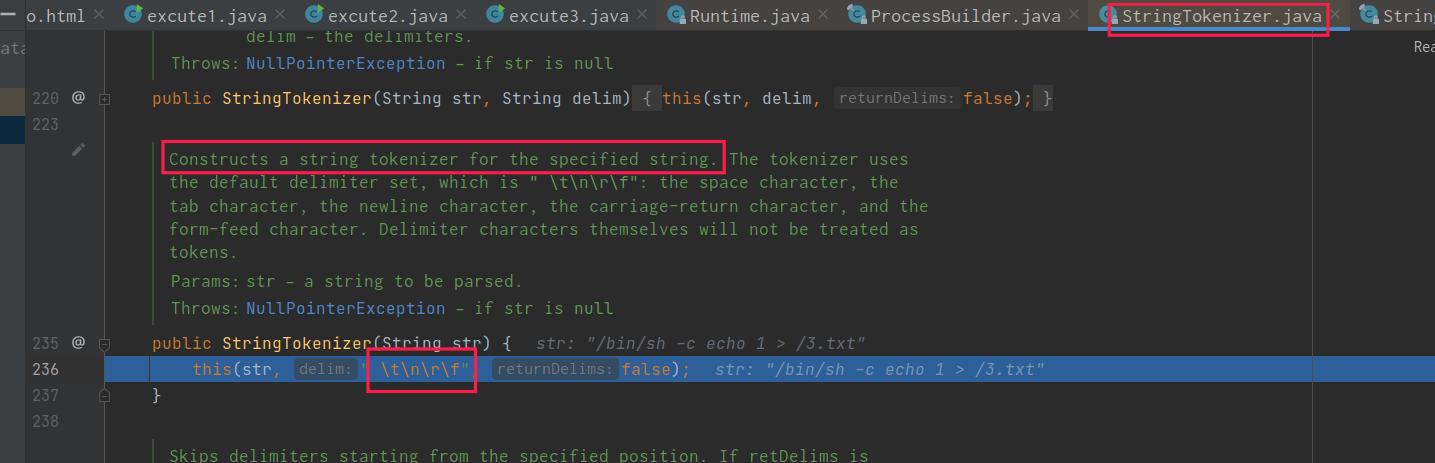 o.html excute1.java excute2.java excute3.java Runtime.java ProcessBuilder.java StringTokenizer.java String
delim – the delimiters.
Throws: NullPointerException – if str is null
220 @ public StringTokenizer(String str, String delim) { this(str, delim, returnDelims: false); }
223
Constructs a string tokenizer for the specified string. The tokenizer uses
the default delimiter set, which is " \t\n\r\f": the space character, the
tab character, the newline character, the carriage-return character, and the
form-feed character. Delimiter characters themselves will not be treated as
tokens.
Params: str – a string to be parsed.
Throws: NullPointerException – if str is null
235 @ public StringTokenizer(String str) { str: "/bin/sh -c echo 1 > /3.txt"
236 this(str, delim: " \t\n\r\f", returnDelims: false); str: "/bin/sh -c echo 1 > /3.txt"
237 }
238
Skips delimiters starting from the specified position. If retDelims is